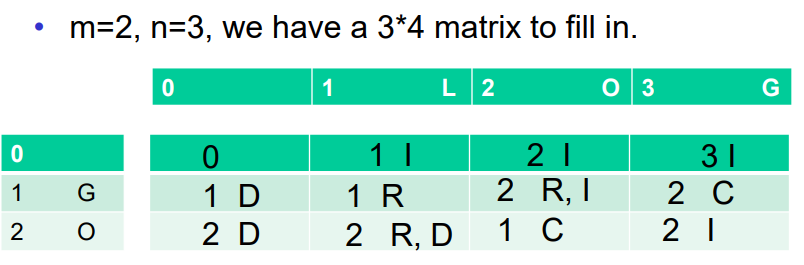 • m=2, n=3, we have a 3*4 matrix to fill in.
0 1 L 2 O 3 G
0 0 1 I 2 I 3 I
1 G 1 D 1 R 2 R, I 2 C
2 O 2 D 2 R, D 1 C 2 I